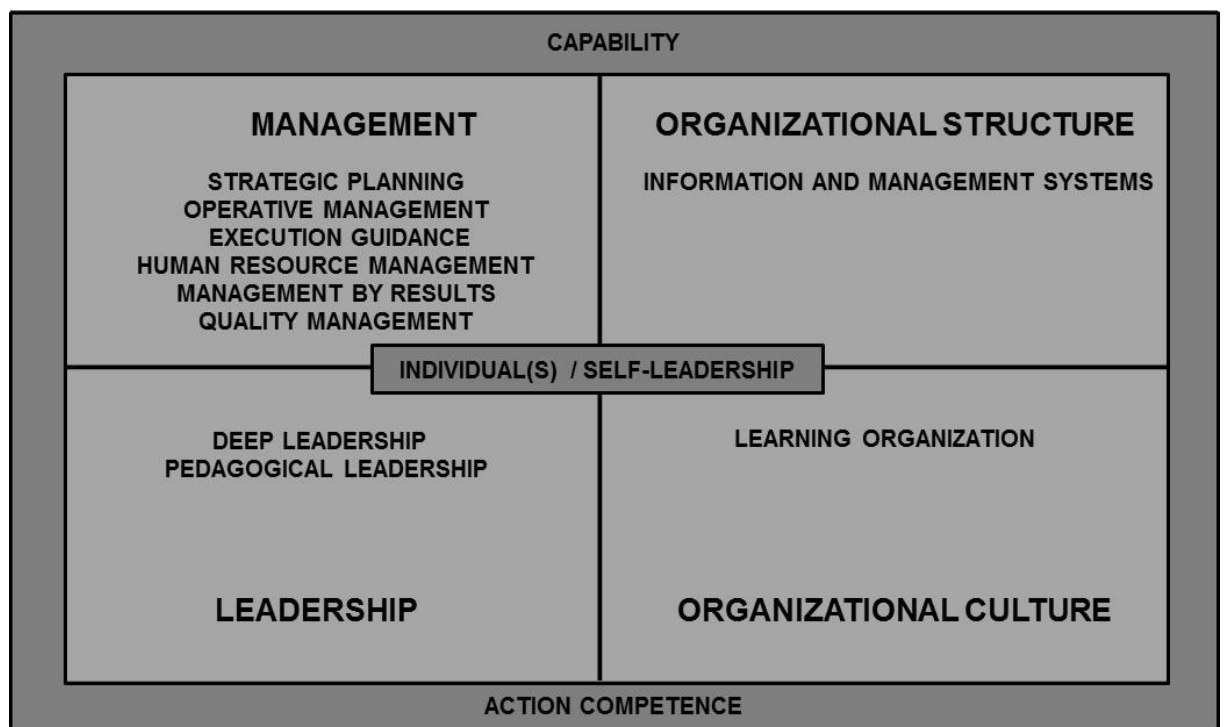 CAPABILITY
MANAGEMENT
STRATEGIC PLANNING
OPERATIVE MANAGEMENT
EXECUTION GUIDANCE
HUMAN RESOURCE MANAGEMENT
MANAGEMENT BY RESULTS
QUALITY MANAGEMENT
ORGANIZATIONAL STRUCTURE
INFORMATION AND MANAGEMENT SYSTEMS
INDIVIDUAL(S) / SELF-LEADERSHIP
DEEP LEADERSHIP
PEDAGOGICAL LEADERSHIP
LEADERSHIP
LEARNING ORGANIZATION
ORGANIZATIONAL CULTURE
ACTION COMPETENCE